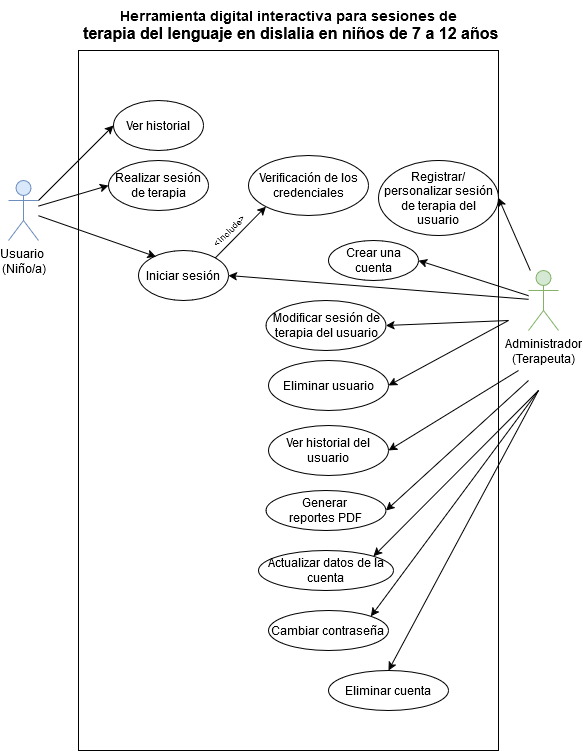 Herramienta digital interactiva para sesiones de
terapia del lenguaje en dislalia en niños de 7 a 12 años
Ver historial
Realizar sesión
de terapia
Verificación de los
credenciales
Registrar/
personalizar sesión
de terapia del
usuario
<include>
Usuario
(Niño/a)
Iniciar sesión
Crear una
cuenta
Modificar sesión de
terapia del usuario
Administrador
(Terapeuta)
Eliminar usuario
Ver historial del
usuario
Generar
reportes PDF
Actualizar datos de la
cuenta
Cambiar contraseña
Eliminar cuenta